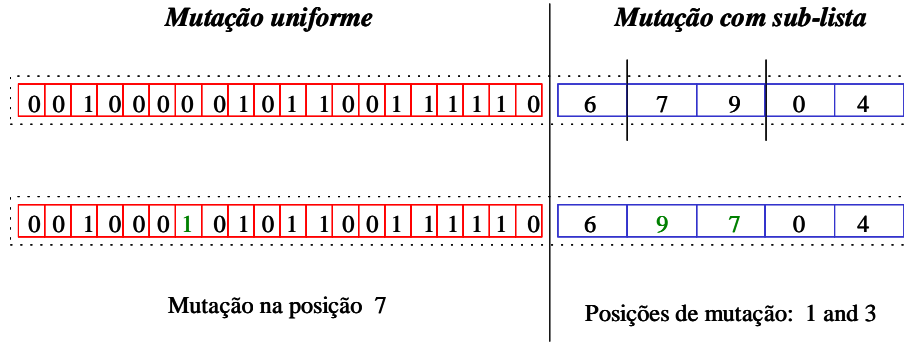 Mutação uniforme Mutação com sub-lista
0 0 1 0 0 0 0 0 1 0 1 1 0 0 1 1 1 1 1 0 6 7 9 0 4
0 0 1 0 0 0 1 0 1 0 1 1 0 0 1 1 1 1 1 0 6 9 7 0 4
Mutação na posição 7
Posições de mutação: 1 and 3